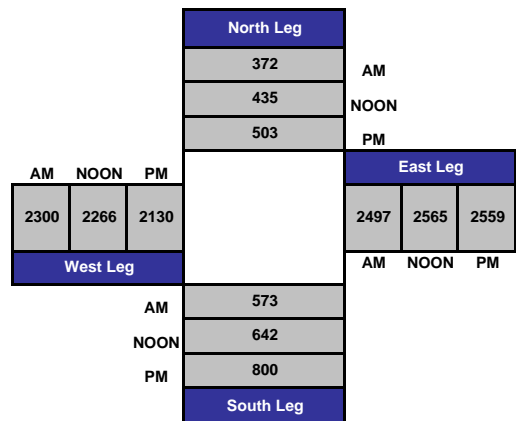 North Leg
372 AM
435 NOON
503 PM
AM NOON PM East Leg
2300 2266 2130 2497 2565 2559
West Leg AM NOON PM
AM 573
NOON 642
PM 800
South Leg